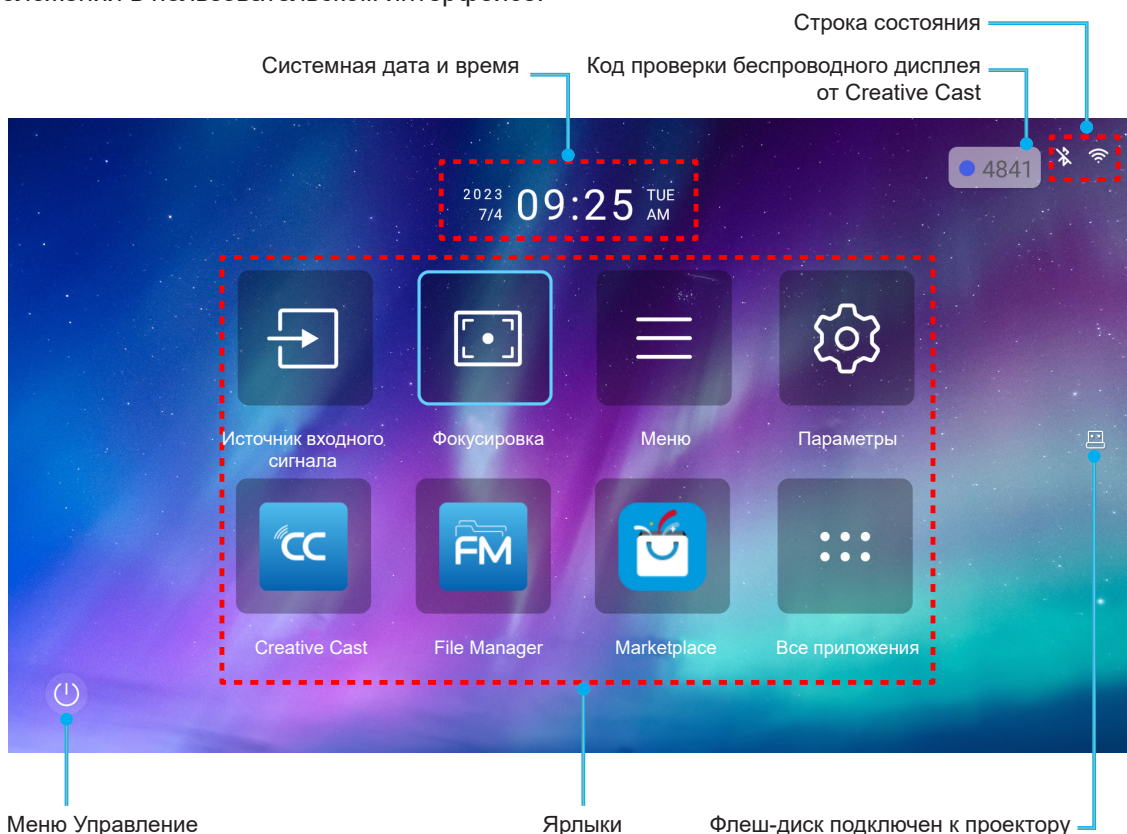 Строка состояния
Системная дата и время
Код проверки беспроводного дисплея
от Creative Cast
4841
2023
7/4
09:25
TUE
AM
Источник входного
сигнала
Фокусировка
Меню
Параметры
CC
FM
Creative Cast
File Manager
Marketplace
Все приложения
Меню Управление
Ярлыки
Флеш-диск подключен к проектору